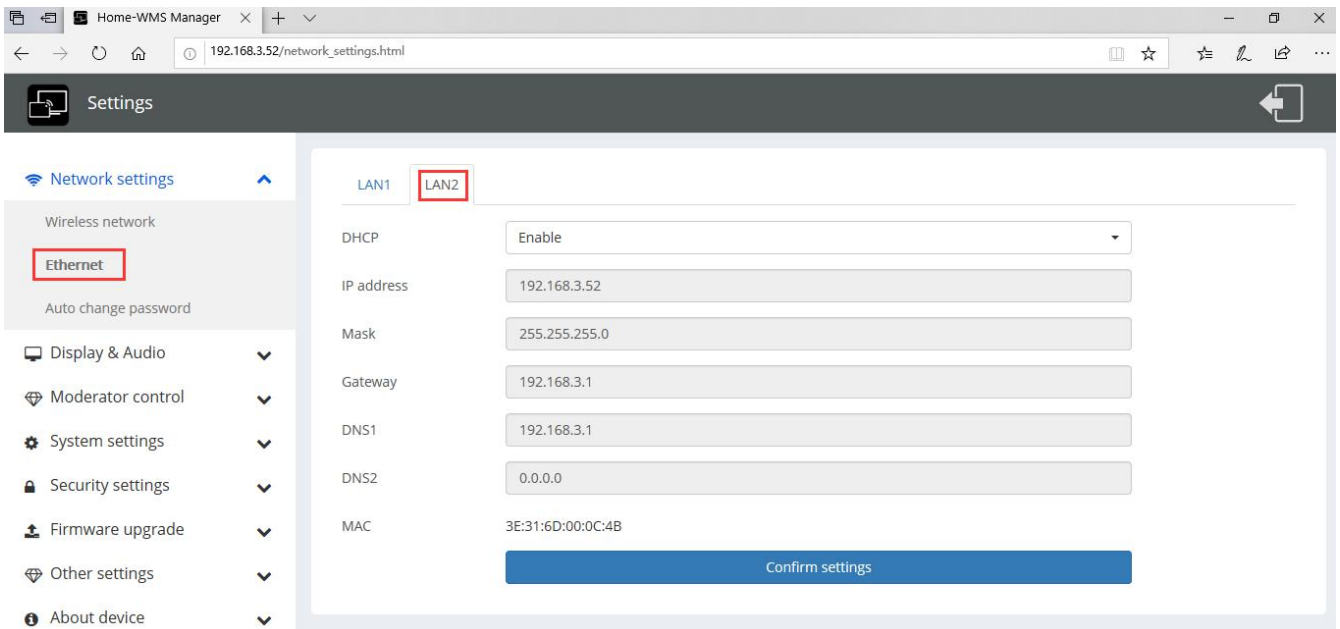 Home-WMS Manager
192.168.3.52/network_settings.html
Settings
Network settings
Wireless network
Ethernet
Auto change password
Display & Audio
Moderator control
System settings
Security settings
Firmware upgrade
Other settings
About device
LAN1 LAN2
DHCP Enable
IP address 192.168.3.52
Mask 255.255.255.0
Gateway 192.168.3.1
DNS1 192.168.3.1
DNS2 0.0.0.0
MAC 3E:31:6D:00:0C:4B
Confirm settings